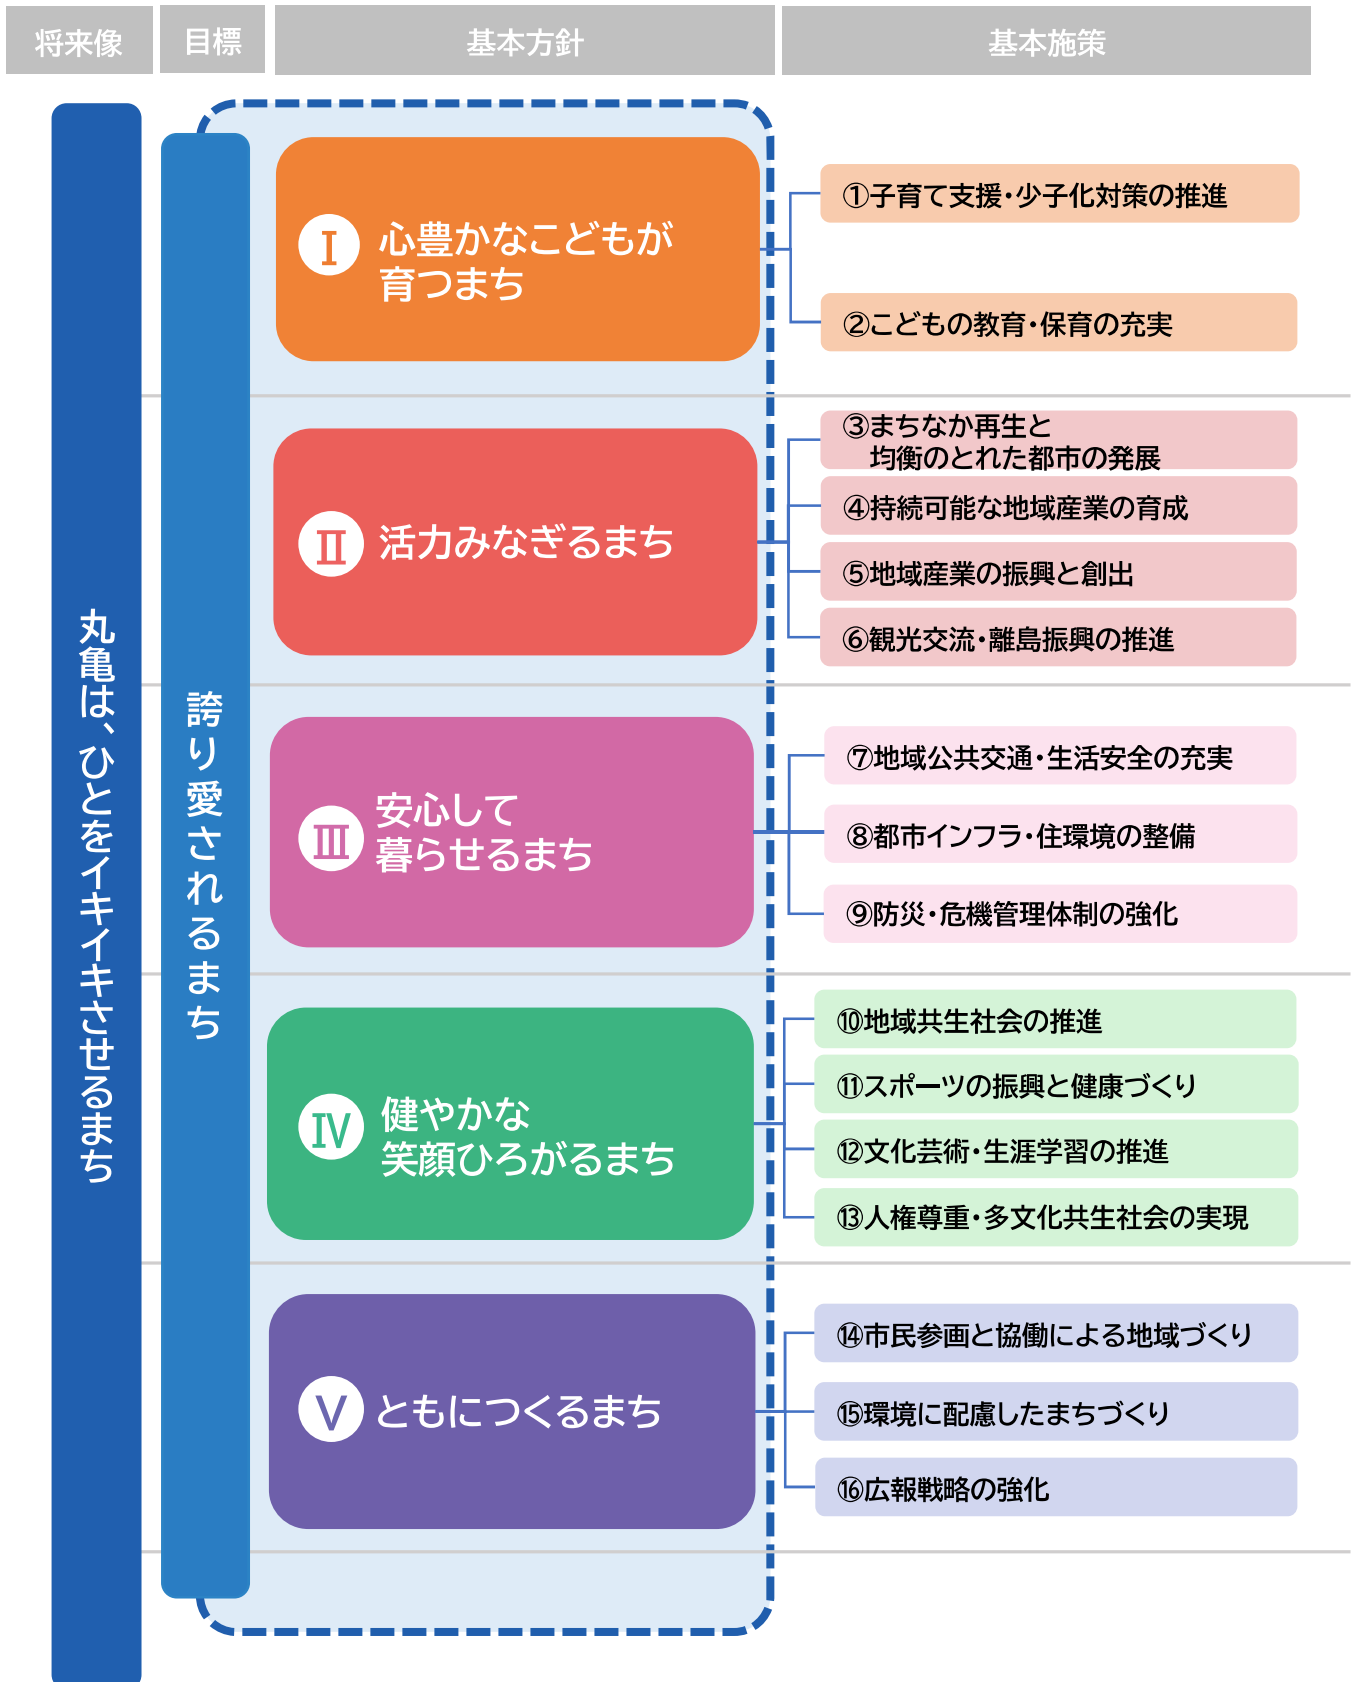 将来像
目標
基本方針
基本施策
丸亀は、ひとをイキイキさせるまち
誇り愛されるまち
Ⅰ
心豊かなこどもが
育つまち
①子育て支援・少子化対策の推進
②こどもの教育・保育の充実
Ⅱ
活力みなぎるまち
③まちなか再生と
均衡のとれた都市の発展
④持続可能な地域産業の育成
⑤地域産業の振興と創出
⑥観光交流・離島振興の推進
Ⅲ
安心して
暮らせるまち
⑦地域公共交通・生活安全の充実
⑧都市インフラ・住環境の整備
⑨防災・危機管理体制の強化
Ⅳ
健やかな
笑顔ひろがるまち
⑩地域共生社会の推進
⑪スポーツの振興と健康づくり
⑫文化芸術・生涯学習の推進
⑬人権尊重・多文化共生社会の実現
Ⅴ
ともにつくるまち
⑭市民参画と協働による地域づくり
⑮環境に配慮したまちづくり
⑯広報戦略の強化